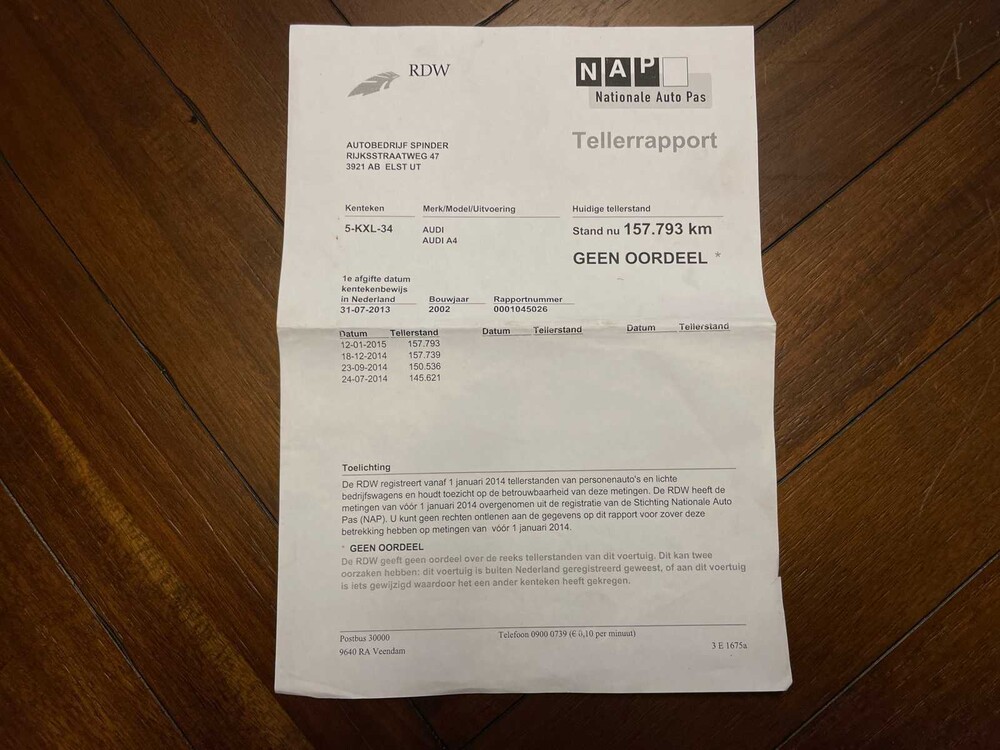 RDW
NAP
Nationale Auto Pas
Tellerrapport
AUTOBEDRIJF SPINDER
RIJKSSTRAATWEG 47
3921 AB ELST UT
Kenteken Merk/Model/Uitvoering Huidige tellerstand
5-KXL-34 AUDI Stand nu 157.793 km
AUDI A4
GEEN OORDEEL *
1e afgifte datum
kentekenbewijs
in Nederland Bouwjaar Rapportnummer
31-07-2013 2002 0001045026
Datum Tellerstand Datum Tellerstand Datum Tellerstand
12-01-2015 157.793
18-12-2014 157.739
23-09-2014 150.536
24-07-2014 145.621
Toelichting
De RDW registreert vanaf 1 januari 2014 tellerstanden van personenauto's en lichte
bedrijfswagens en houdt toezicht op de betrouwbaarheid van deze metingen. De RDW heeft de
metingen van vóór 1 januari 2014 overgenomen uit de registratie van de Stichting Nationale Auto
Pas (NAP). U kunt geen rechten ontlenen aan de gegevens op dit rapport voor zover deze
betrekking hebben op metingen van vóór 1 januari 2014.
* GEEN OORDEEL
De RDW geeft geen oordeel over de reeks tellerstanden van dit voertuig. Dit kan twee
oorzaken hebben: dit voertuig is buiten Nederland geregistreerd geweest, of aan dit voertuig
is iets gewijzigd waardoor het een ander kenteken heeft gekregen.
Postbus 30000 Telefoon 0900 0739 (€ 0,10 per minuut)
9640 RA Veendam 3 E 1675a